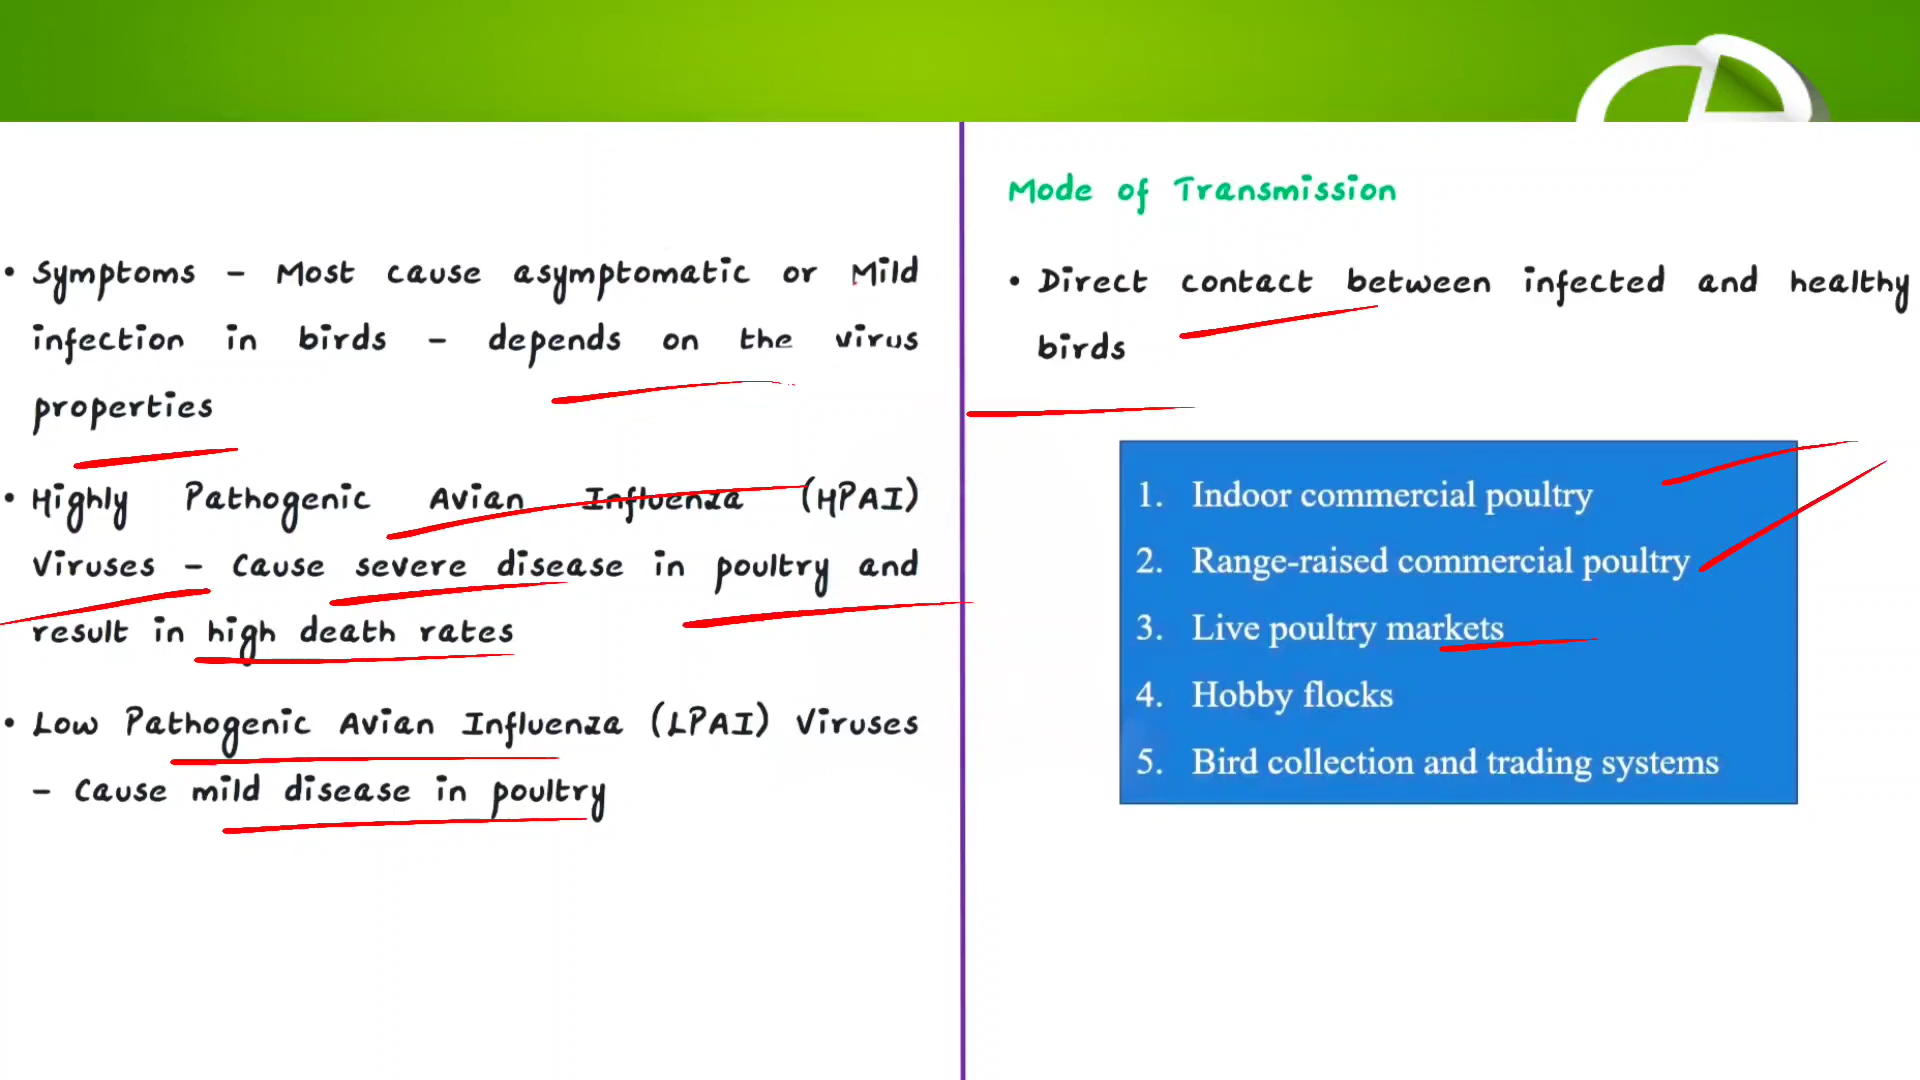 • Symptoms – Most cause asymptomatic or Mild
infection in birds – depends on the virus
properties
• Highly Pathogenic Avian Influenza (HPAI)
Viruses – Cause severe disease in poultry and
result in high death rates
• Low Pathogenic Avian Influenza (LPAI) Viruses
– Cause mild disease in poultry
Mode of Transmission
• Direct contact between infected and healthy
birds
1. Indoor commercial poultry
2. Range-raised commercial poultry
3. Live poultry markets
4. Hobby flocks
5. Bird collection and trading systems